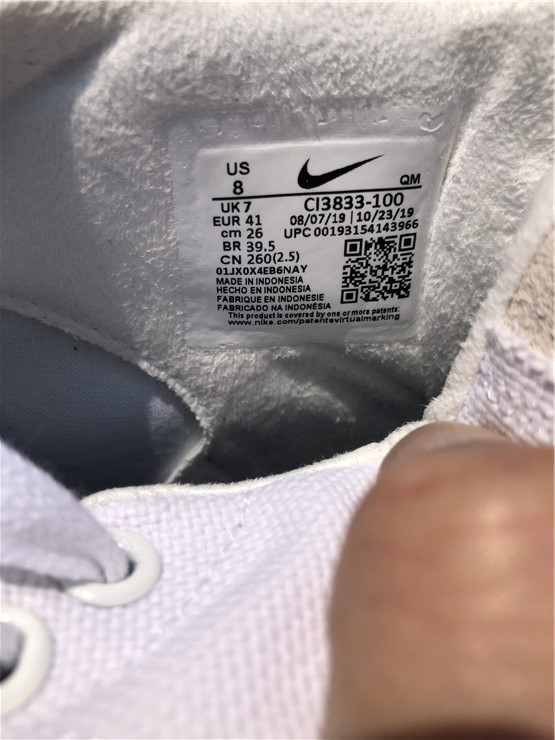 US
8
QM
UK 7
CI3833-100
EUR 41
08/07/19 | 10/23/19
cm 26
UPC 00193154143966
BR 39.5
CN 260(2.5)
01JX0X4EB6NAY
MADE IN INDONESIA
HECHO EN INDONESIA
FABRIQUE EN INDONESIE
FABRICADO NA INDONÉSIA
This product is covered by one or more patents:
www.nike.com/patentsvirtualmarking